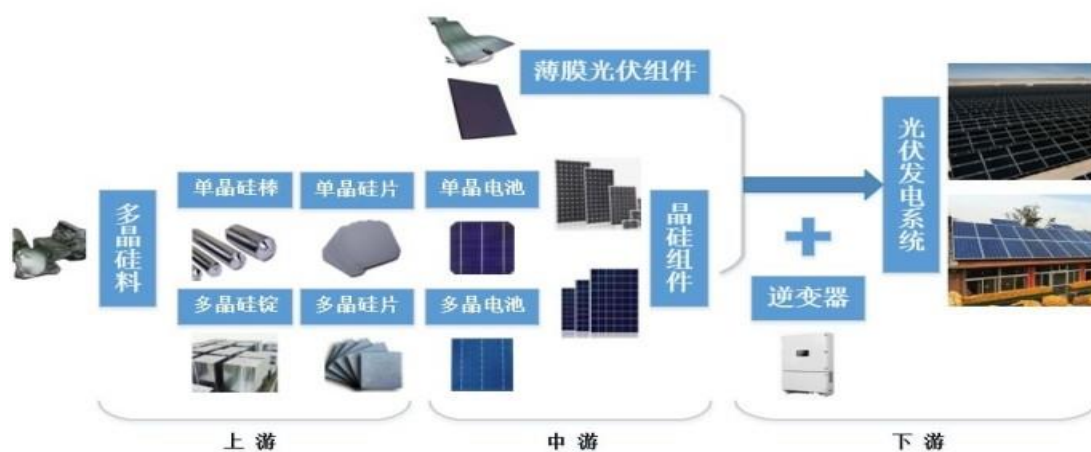 薄膜光伏组件
多晶硅料
单晶硅棒
单晶硅片
单晶电池
多晶硅锭
多晶硅片
多晶电池
晶硅组件
逆变器
光伏发电系统
上 游
中 游
下 游